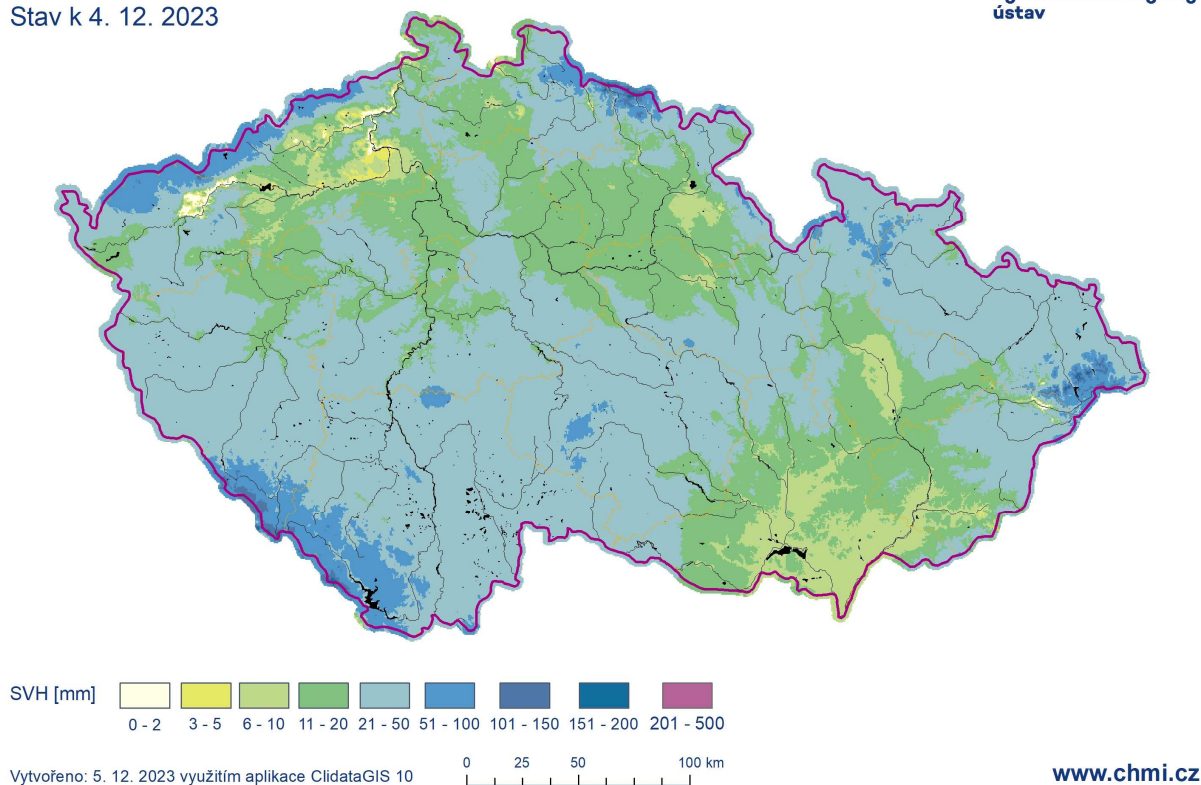 Stav k 4. 12. 2023
ústav
SVH [mm]
0 - 2
3 - 5
6 - 10
11 - 20
21 - 50
51 - 100
101 - 150
151 - 200
201 - 500
0 25 50 100 km
Vytvořeno: 5. 12. 2023 využitím aplikace ClidataGIS 10
www.chmi.cz